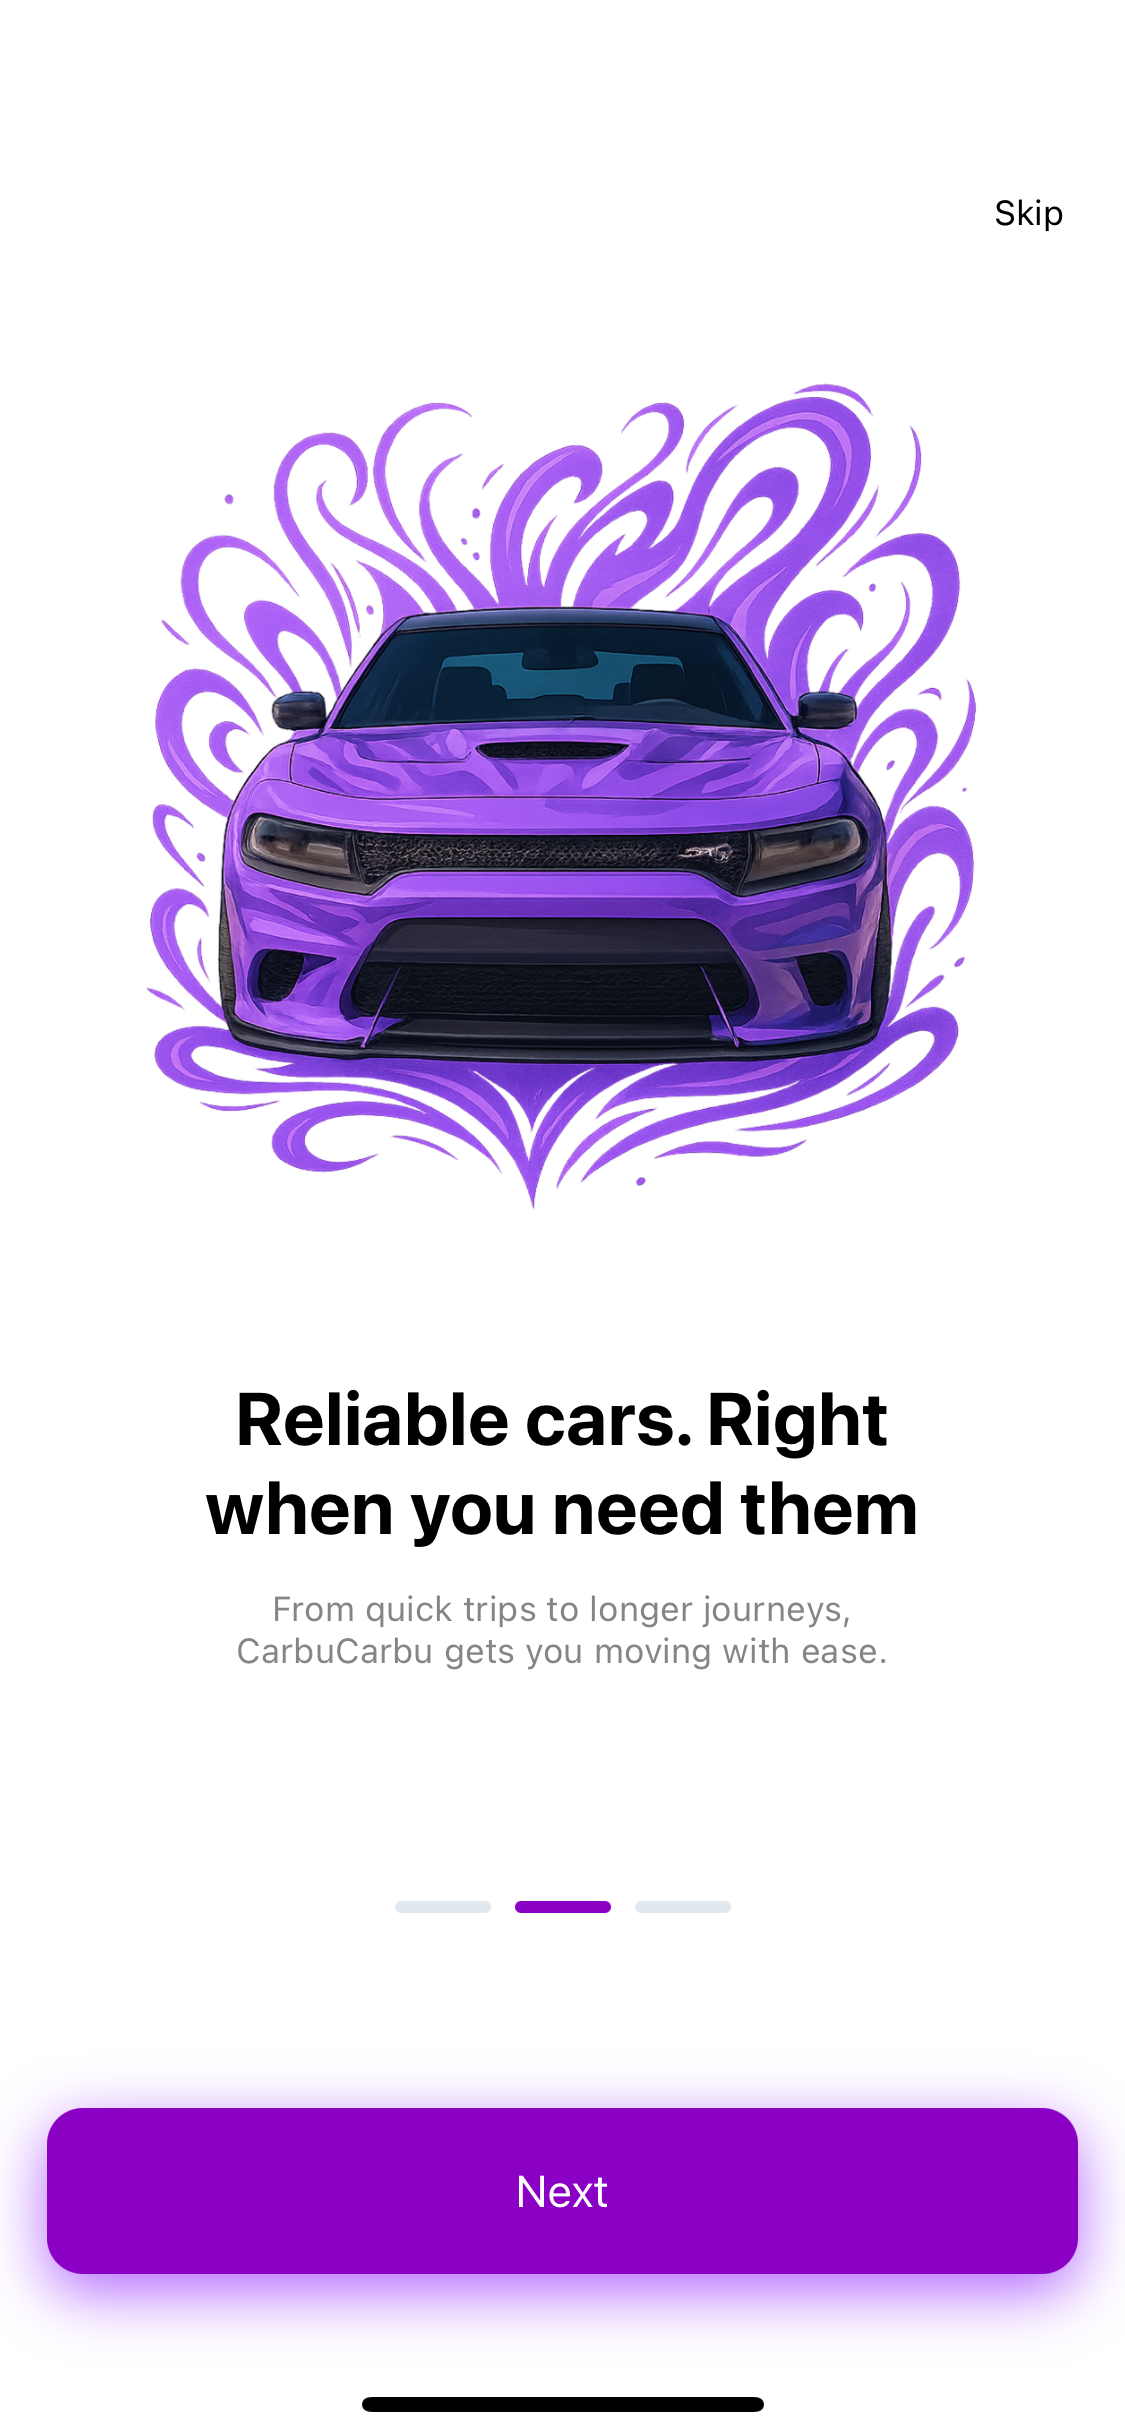 Skip
Reliable cars. Right
when you need them
From quick trips to longer journeys,
CarbuCarbu gets you moving with ease.
Next